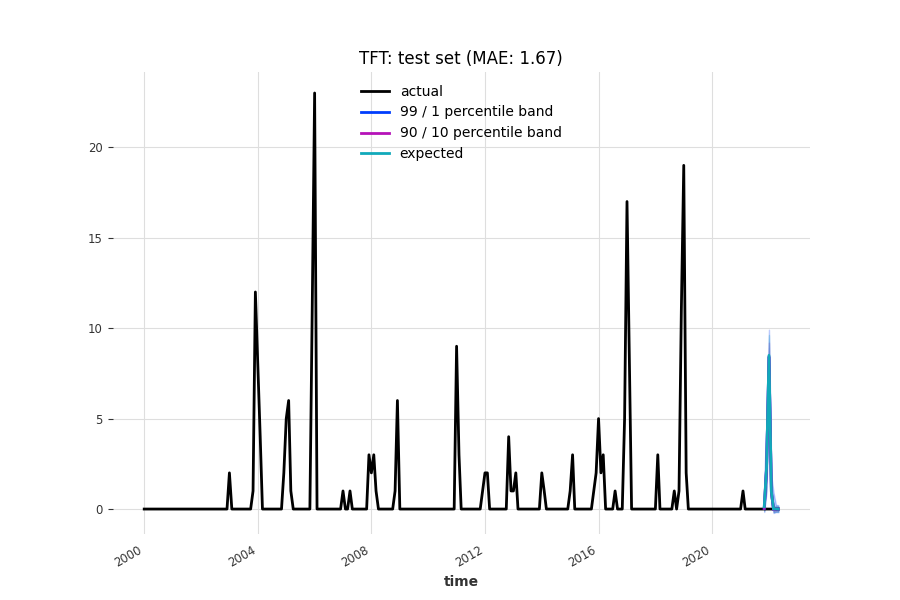 TFT: test set (MAE: 1.67)
actual
99 / 1 percentile band
90 / 10 percentile band
expected
20
15
10
5
0
2000
2004
2008
2012
2016
2020
time